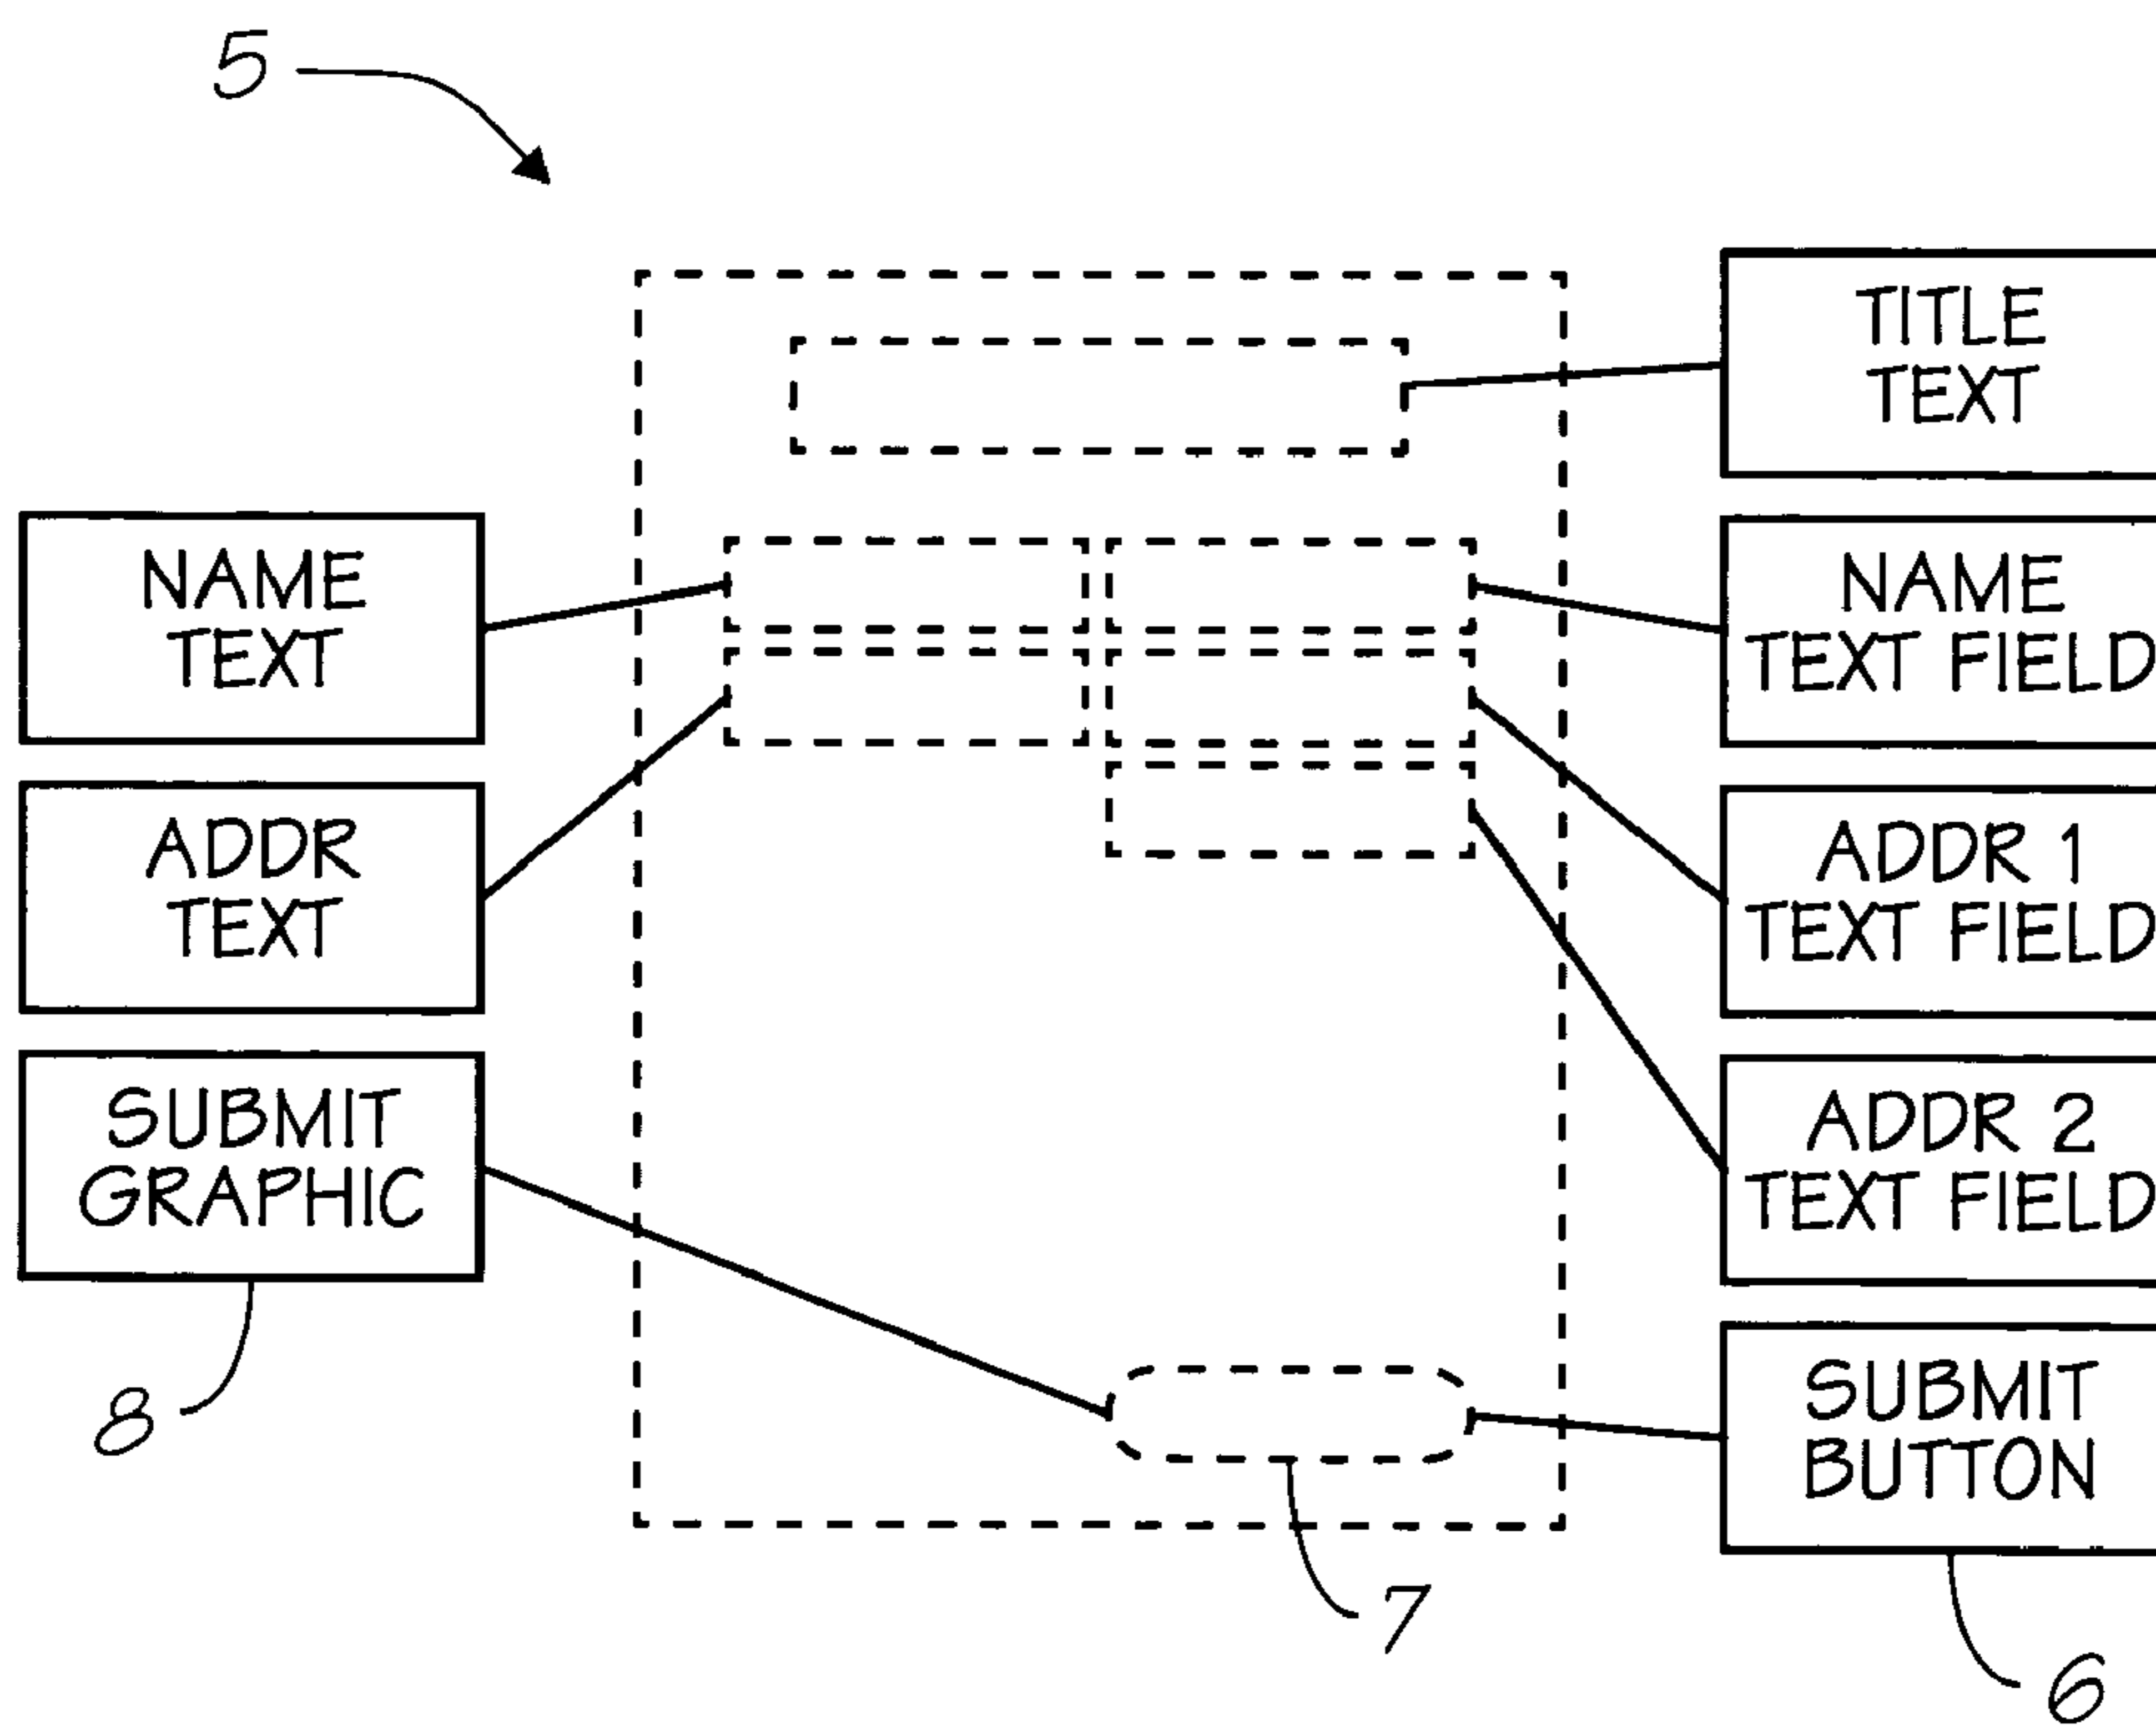 5
TITLE
TEXT
NAME
TEXT
NAME
TEXT FIELD
ADDR
TEXT
ADDR 1
TEXT FIELD
SUBMIT
GRAPHIC
ADDR 2
TEXT FIELD
SUBMIT
BUTTON
8
7
6